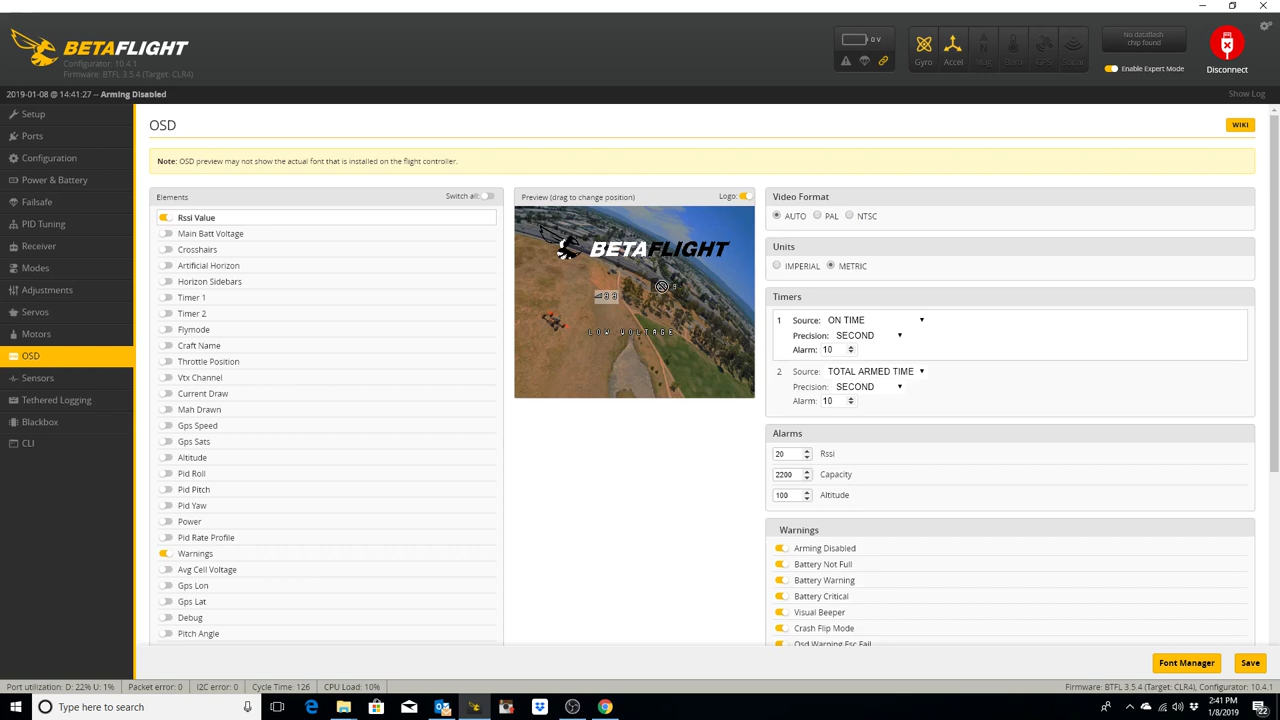 BETAFLIGHT
Configurator: 10.4.1
Firmware: BTFL 3.5.4 (Target: CLR4)
0 V
Gyro
Accel
Mag
Baro
GPS
Sonar
No dataflash
chip found
Enable Expert Mode
Disconnect
2019-01-08 @ 14:41:27 -- Arming Disabled
Show Log
Setup
Ports
Configuration
Power & Battery
Failsafe
PID Tuning
Receiver
Modes
Adjustments
Servos
Motors
OSD
Sensors
Tethered Logging
Blackbox
CLI
OSD
WIKI
Note: OSD preview may not show the actual font that is installed on the flight controller.
Elements
Switch all:
Rssi Value
Main Batt Voltage
Crosshairs
Artificial Horizon
Horizon Sidebars
Timer 1
Timer 2
Flymode
Craft Name
Throttle Position
Vtx Channel
Current Draw
Mah Drawn
Gps Speed
Gps Sats
Altitude
Pid Roll
Pid Pitch
Pid Yaw
Power
Pid Rate Profile
Warnings
Avg Cell Voltage
Gps Lon
Gps Lat
Debug
Pitch Angle
Preview (drag to change position)
Logo:
BETAFLIGHT
99
9
LOW VOLTAGE
Video Format
AUTO PAL NTSC
Units
IMPERIAL METRIC
Timers
1 Source: ON TIME
Precision: SECOND
Alarm: 10
2 Source: TOTAL ARMED TIME
Precision: SECOND
Alarm: 10
Alarms
20 Rssi
2200 Capacity
100 Altitude
Warnings
Arming Disabled
Battery Not Full
Battery Warning
Battery Critical
Visual Beeper
Crash Flip Mode
Osd Warning Esc Fail
Font Manager
Save
Port utilization: D: 22% U: 1%
Packet error: 0
I2C error: 0
Cycle Time: 126
CPU Load: 10%
Firmware: BTFL 3.5.4 (Target: CLR4), Configurator: 10.4.1
Type here to search
2:41 PM
1/8/2019
22